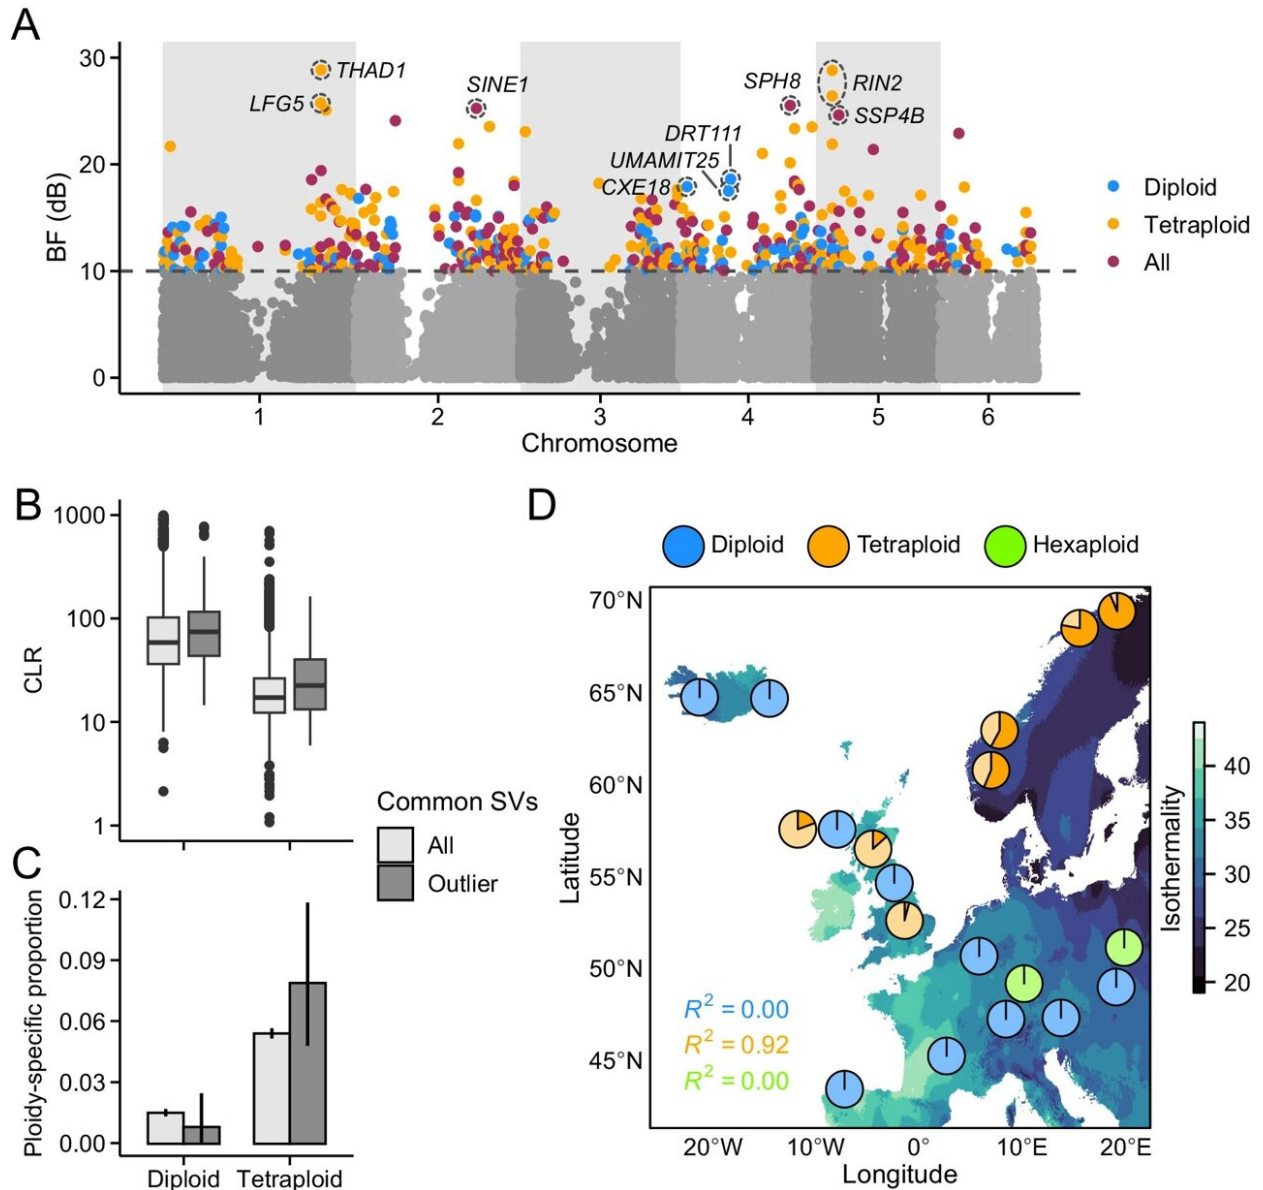 A
BF (dB)
30
20
10
0
THAD1
LFG5
SINE1
SPH8
RIN2
SSP4B
DRT111
UMAMIT25
CXE18
Diploid
Tetraploid
All
1 2 3 4 5 6
Chromosome
B
CLR
1000
100
10
1
Common SVs
All
Outlier
C
Ploidy-specific proportion
0.12
0.09
0.06
0.03
0.00
Diploid Tetraploid
D
Diploid Tetraploid Hexaploid
Latitude
70°N
65°N
60°N
55°N
50°N
45°N
R² = 0.00
R² = 0.92
R² = 0.00
20°W 10°W 0° 10°E 20°E
Longitude
Isothermality
40
35
30
25
20